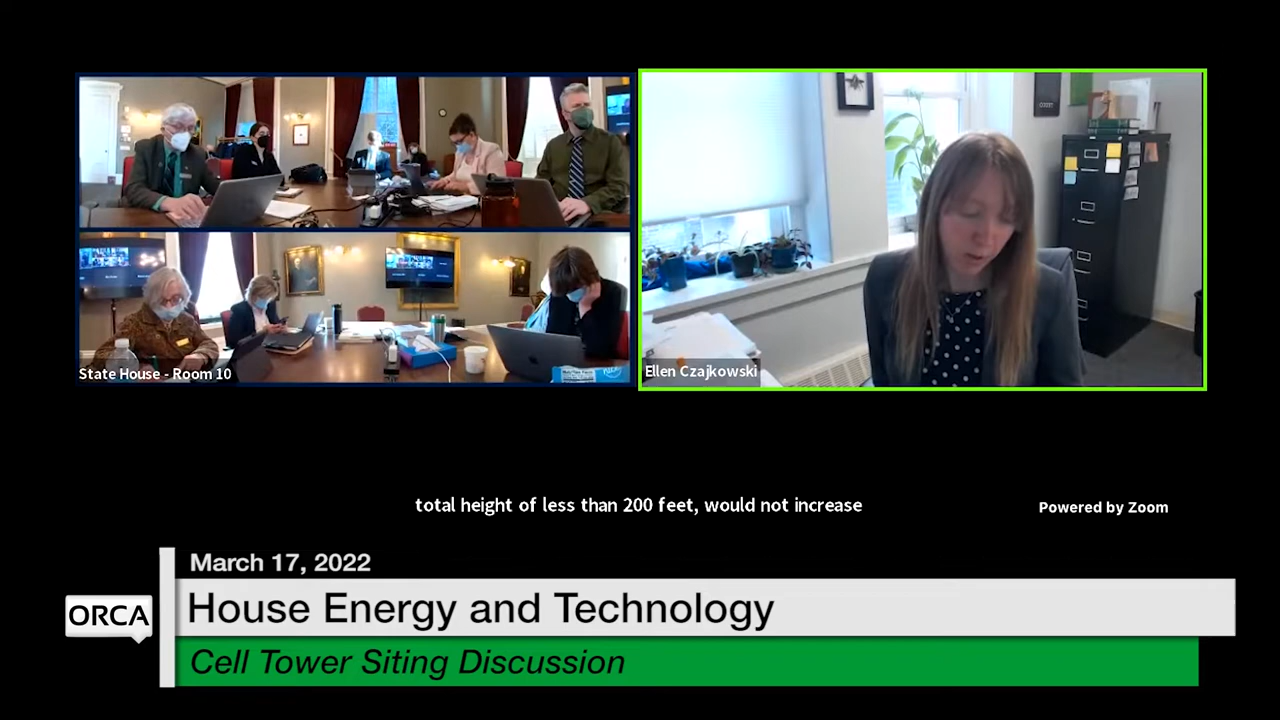 State House - Room 10
Ellen Czajkowski
total height of less than 200 feet, would not increase
Powered by Zoom
March 17, 2022
ORCA
House Energy and Technology
Cell Tower Siting Discussion